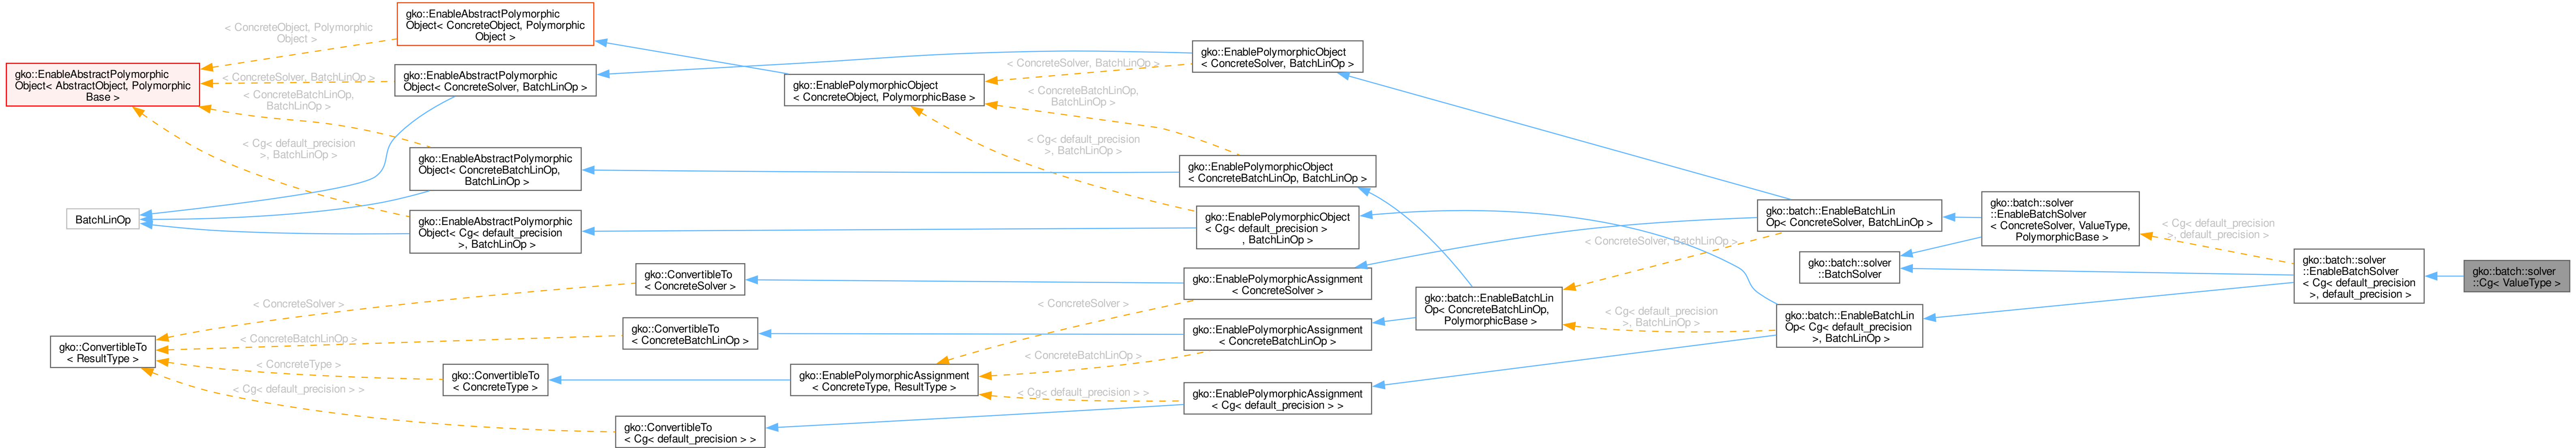 gko::EnableAbstractPolymorphic
Object< AbstractObject, Polymorphic
Base >
BatchLinOp
gko::ConvertibleTo
< ResultType >
< ConcreteObject, Polymorphic
Object >
< ConcreteSolver, BatchLinOp >
< ConcreteBatchLinOp,
BatchLinOp >
< Cg< default_precision
>, BatchLinOp >
< ConcreteSolver >
< ConcreteBatchLinOp >
< ConcreteType >
< Cg< default_precision > >
gko::EnableAbstractPolymorphic
Object< ConcreteObject, Polymorphic
Object >
gko::EnableAbstractPolymorphic
Object< ConcreteSolver, BatchLinOp >
gko::EnableAbstractPolymorphic
Object< ConcreteBatchLinOp,
BatchLinOp >
gko::EnableAbstractPolymorphic
Object< Cg< default_precision
>, BatchLinOp >
gko::ConvertibleTo
< ConcreteSolver >
gko::ConvertibleTo
< ConcreteBatchLinOp >
gko::ConvertibleTo
< ConcreteType >
gko::ConvertibleTo
< Cg< default_precision > >
gko::EnablePolymorphicObject
< ConcreteObject, PolymorphicBase >
gko::EnablePolymorphicAssignment
< ConcreteType, ResultType >
< ConcreteSolver, BatchLinOp >
< ConcreteBatchLinOp,
BatchLinOp >
< Cg< default_precision
>, BatchLinOp >
< ConcreteSolver >
< ConcreteBatchLinOp >
< Cg< default_precision > >
gko::EnablePolymorphicObject
< ConcreteSolver, BatchLinOp >
gko::EnablePolymorphicObject
< ConcreteBatchLinOp, BatchLinOp >
gko::EnablePolymorphicObject
< Cg< default_precision >
, BatchLinOp >
gko::EnablePolymorphicAssignment
< ConcreteSolver >
gko::EnablePolymorphicAssignment
< ConcreteBatchLinOp >
gko::EnablePolymorphicAssignment
< Cg< default_precision > >
gko::batch::EnableBatchLin
Op< ConcreteBatchLinOp,
PolymorphicBase >
< ConcreteSolver, BatchLinOp >
< Cg< default_precision
>, BatchLinOp >
gko::batch::EnableBatchLin
Op< ConcreteSolver, BatchLinOp >
gko::batch::solver
::BatchSolver
gko::batch::EnableBatchLin
Op< Cg< default_precision
>, BatchLinOp >
gko::batch::solver
::EnableBatchSolver
< ConcreteSolver, ValueType,
PolymorphicBase >
< Cg< default_precision
>, default_precision >
gko::batch::solver
::EnableBatchSolver
< Cg< default_precision
>, default_precision >
gko::batch::solver
::Cg< ValueType >